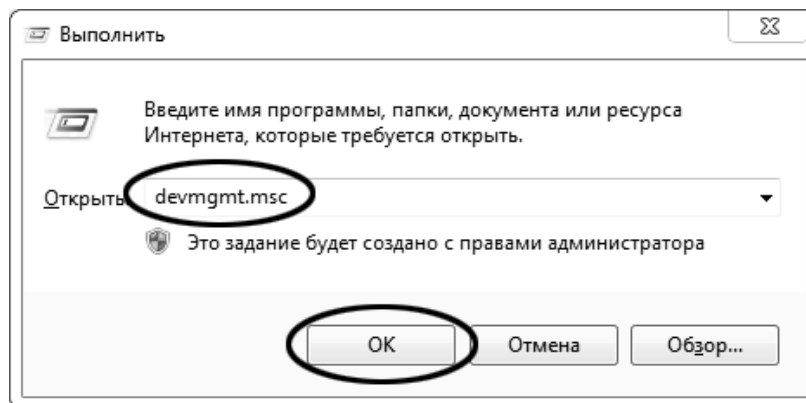 Выполнить
Введите имя программы, папки, документа или ресурса
Интернета, которые требуется открыть.
Открыть devmgmt.msc
Это задание будет создано с правами администратора
OK Отмена Обзор...